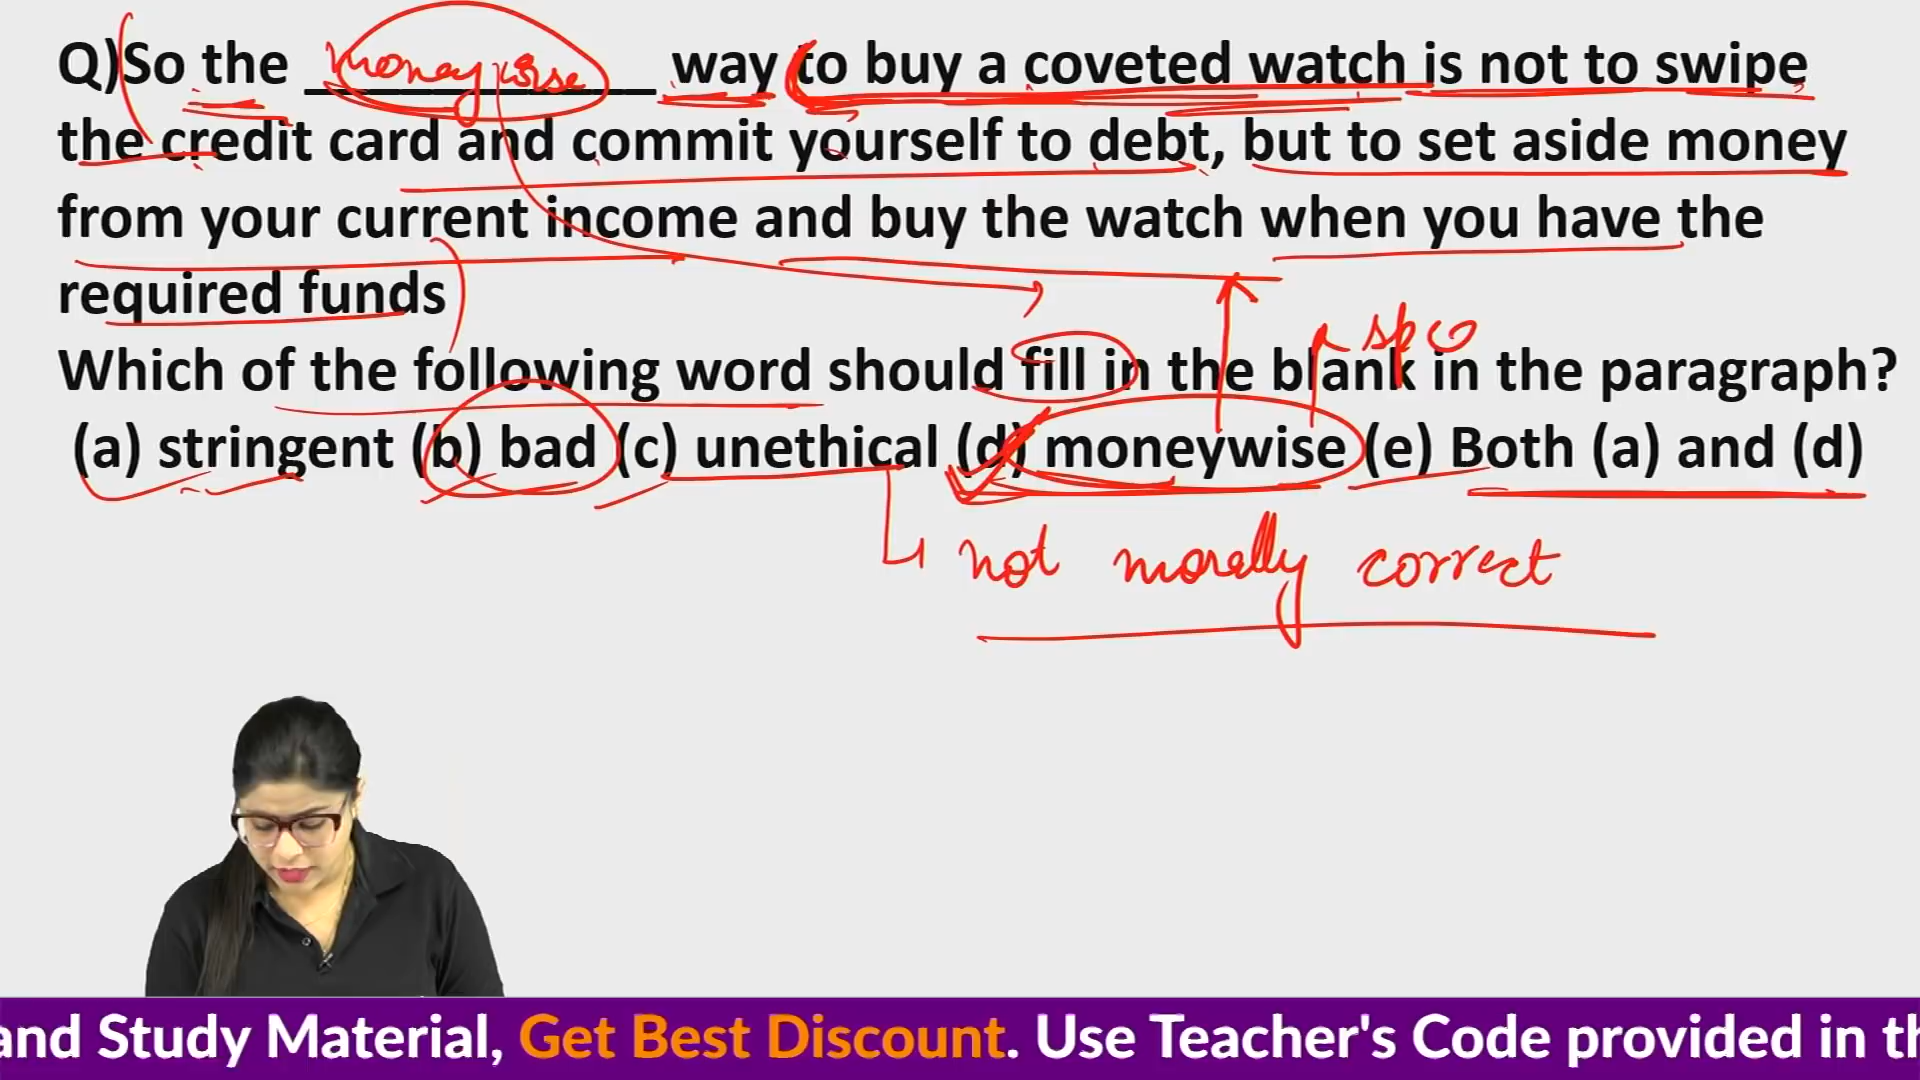 Q)So the moneywise way to buy a coveted watch is not to swipe
the credit card and commit yourself to debt, but to set aside money
from your current income and buy the watch when you have the
required funds
Which of the following word should fill in the blank in the paragraph?
(a) stringent (b) bad (c) unethical (d) moneywise (e) Both (a) and (d)
not morally correct
and Study Material, Get Best Discount. Use Teacher's Code provided in th